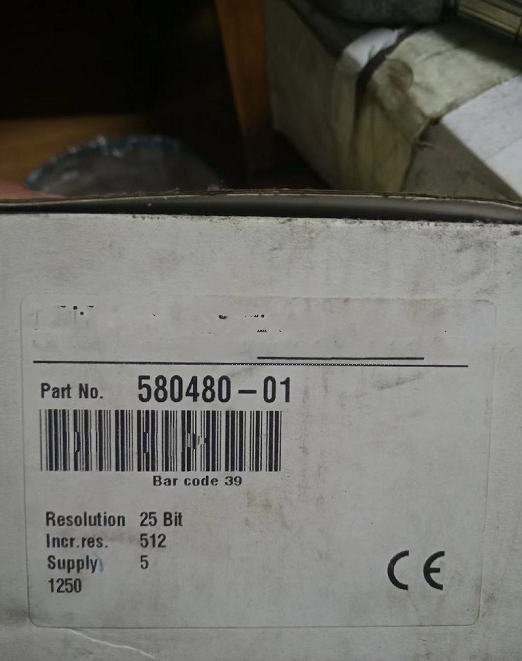 Part No. 580480-01
Bar code 39
Resolution 25 Bit
Incr.res. 512
Supply 5
1250
CE